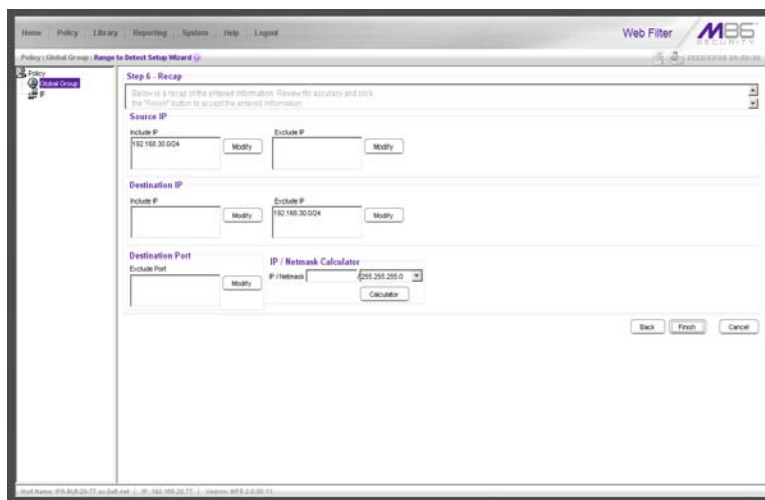 Home Policy Library Reporting System Help Logout
Web Filter
M86
SECURITY
Policy : Global Group : Range to Detect Setup Wizard
Policy
Global Group
IP
Step 6 - Recap
Below is a recap of the entered information. Review for accuracy and click
the "Finish" button to accept the entered information.
Source IP
Include IP
Exclude IP
192.168.30.0/24
Modify
Modify
Destination IP
Include IP
Exclude IP
Modify
192.168.30.0/24
Modify
Destination Port
Exclude Port
Modify
IP / Netmask Calculator
IP / Netmask
/
255.255.255.0
Calculator
Back
Finish
Cancel